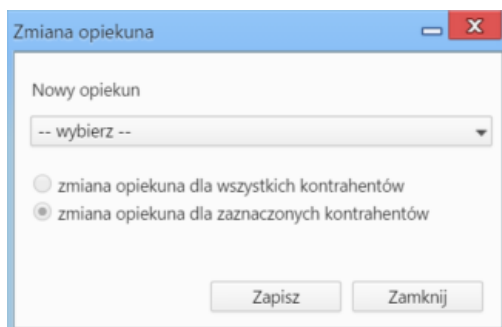 Zmiana opiekuna
Nowy opiekun
-- wybierz --
zmiana opiekuna dla wszystkich kontrahentów
zmiana opiekuna dla zaznaczonych kontrahentów
Zapisz Zamknij